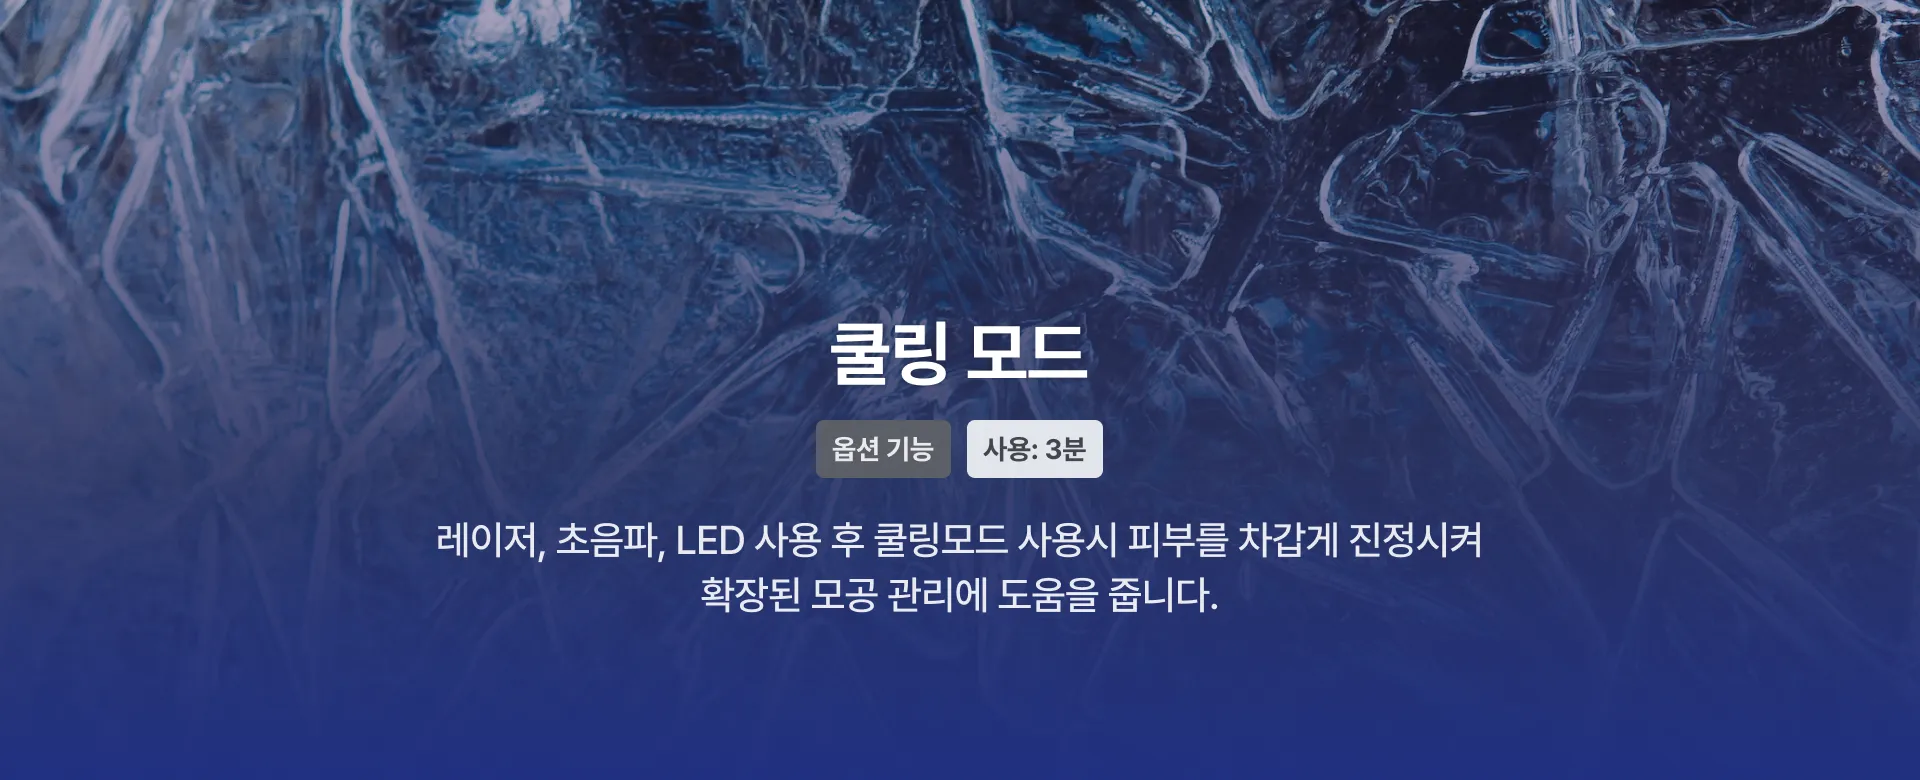 쿨링 모드
옵션 기능
사용: 3분
레이저, 초음파, LED 사용 후 쿨링모드 사용시 피부를 차갑게 진정시켜
확장된 모공 관리에 도움을 줍니다.